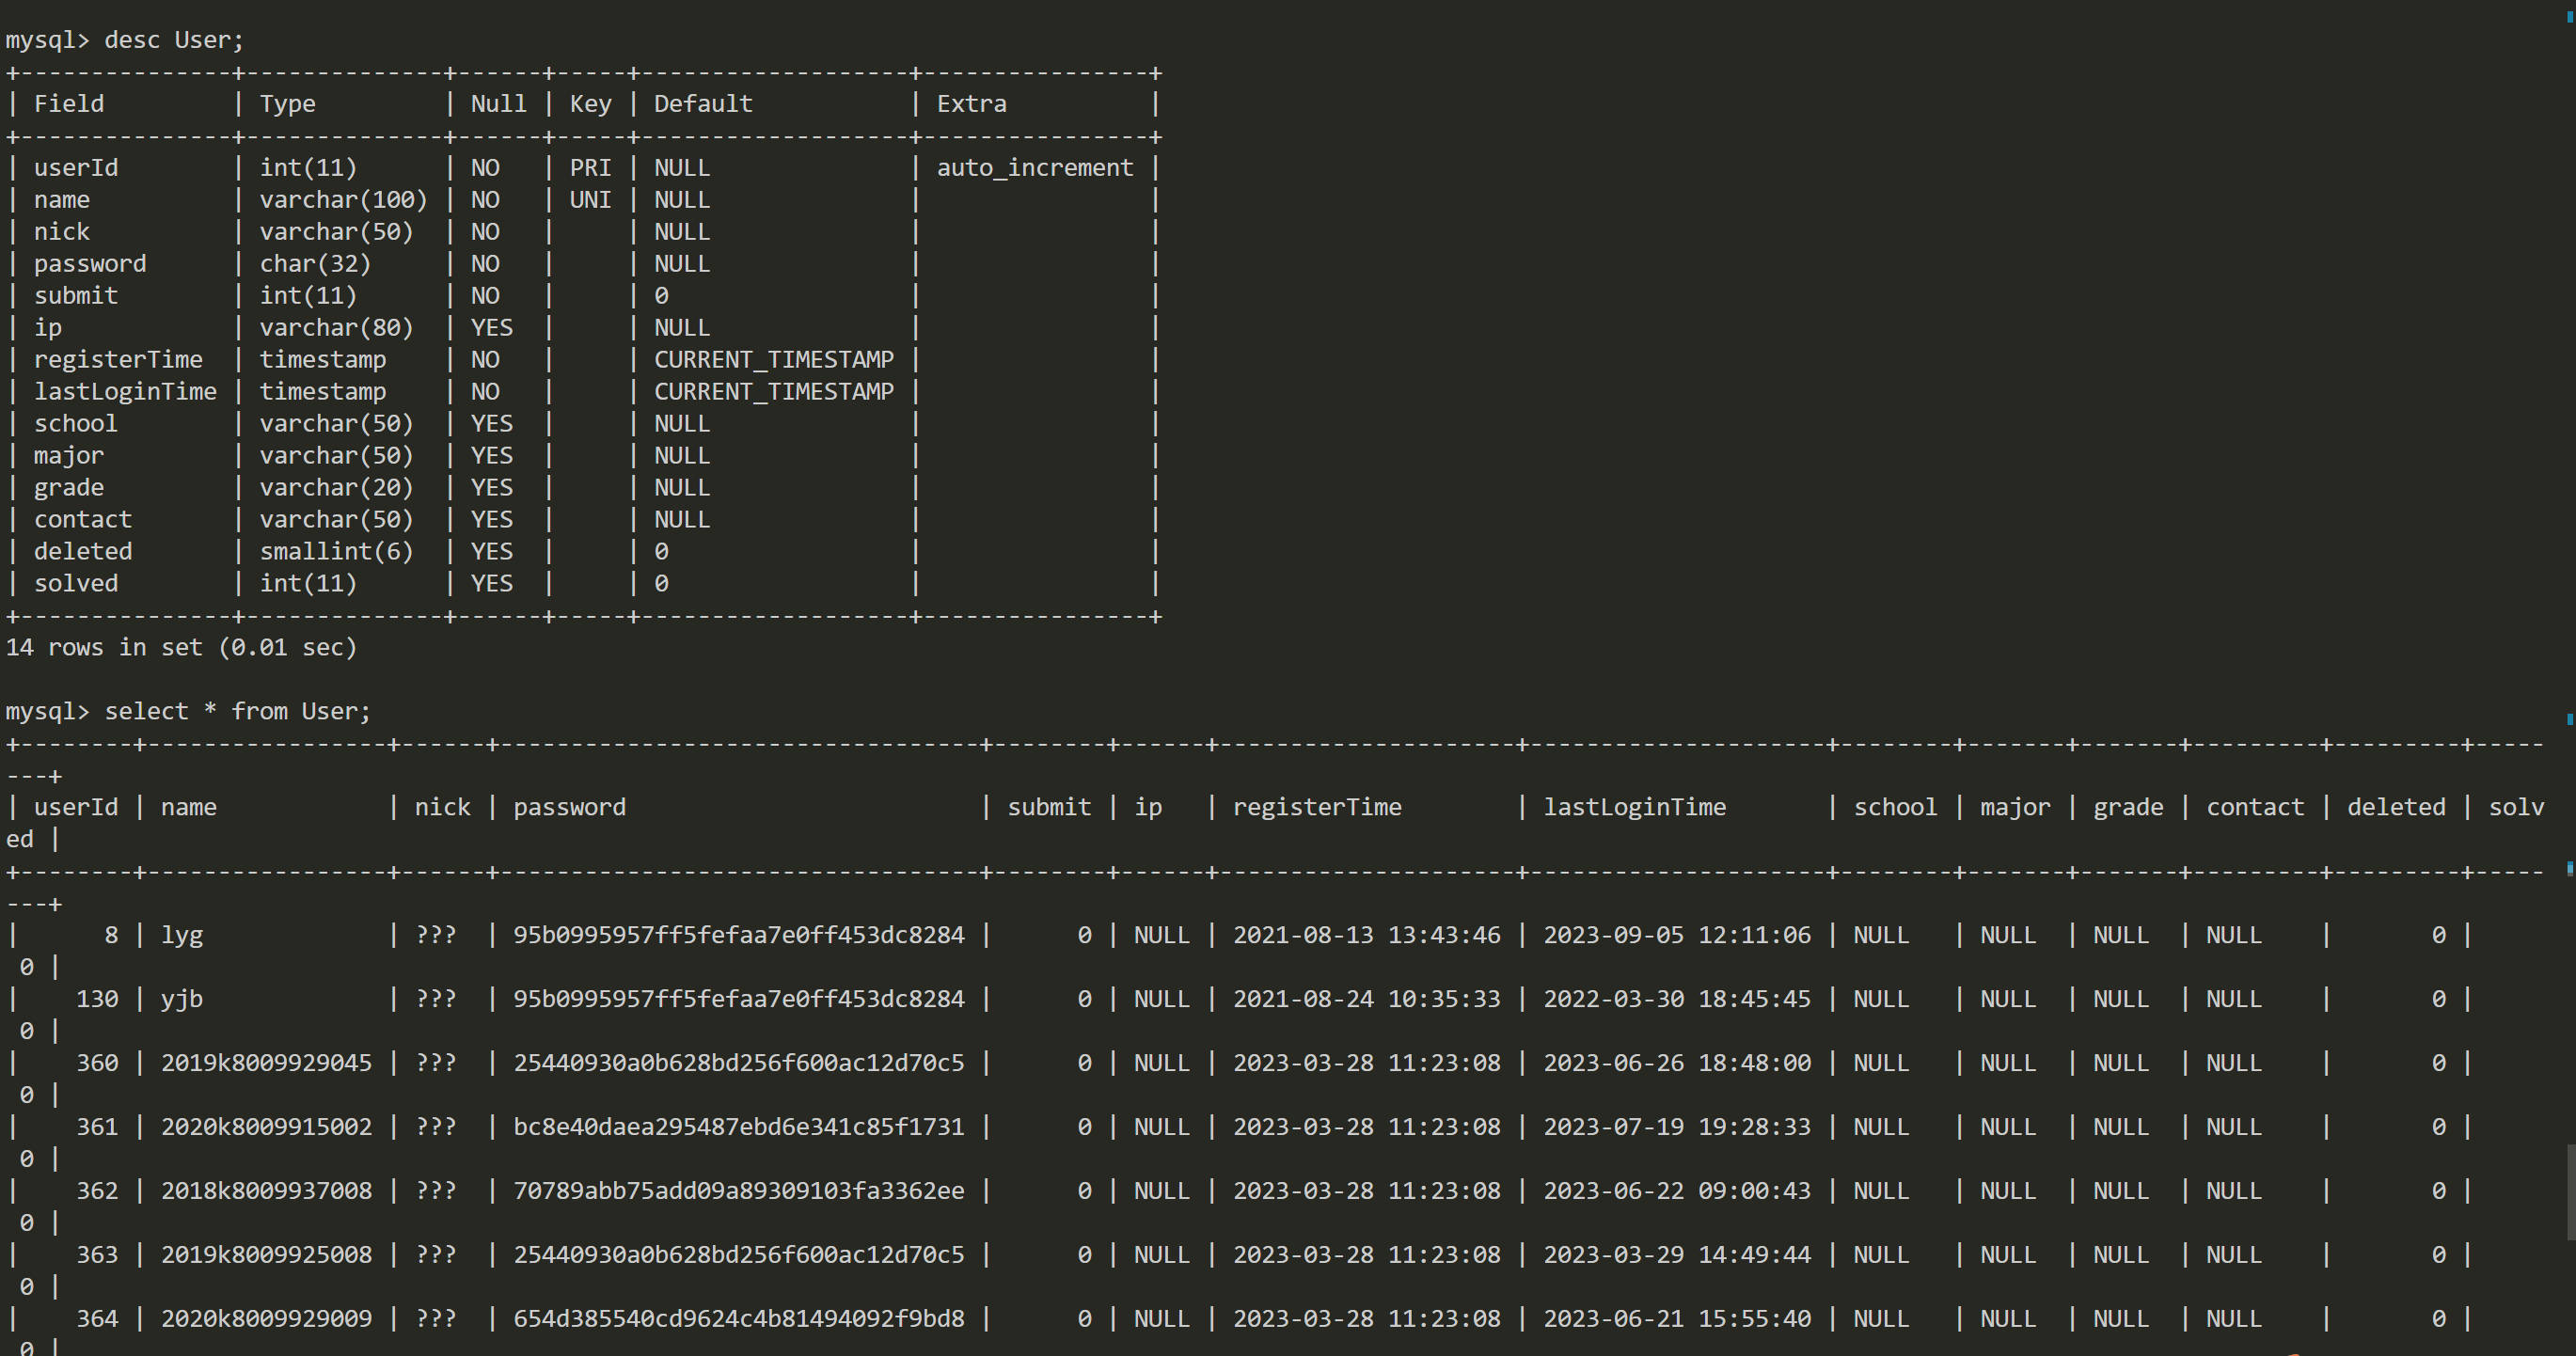 mysql> desc User;
+---------------+--------------+------+-----+-------------------+----------------+
| Field         | Type         | Null | Key | Default           | Extra          |
+---------------+--------------+------+-----+-------------------+----------------+
| userId        | int(11)      | NO   | PRI | NULL              | auto_increment |
| name          | varchar(100) | NO   | UNI | NULL              |                |
| nick          | varchar(50)  | NO   |     | NULL              |                |
| password      | char(32)     | NO   |     | NULL              |                |
| submit        | int(11)      | NO   |     | 0                 |                |
| ip            | varchar(80)  | YES  |     | NULL              |                |
| registerTime  | timestamp    | NO   |     | CURRENT_TIMESTAMP |                |
| lastLoginTime | timestamp    | NO   |     | CURRENT_TIMESTAMP |                |
| school        | varchar(50)  | YES  |     | NULL              |                |
| major         | varchar(50)  | YES  |     | NULL              |                |
| grade         | varchar(20)  | YES  |     | NULL              |                |
| contact       | varchar(50)  | YES  |     | NULL              |                |
| deleted       | smallint(6)  | YES  |     | 0                 |                |
| solved        | int(11)      | YES  |     | 0                 |                |
+---------------+--------------+------+-----+-------------------+----------------+
14 rows in set (0.01 sec)

mysql> select * from User;
+--------+-----------------+------+----------------------------------+--------+------+---------------------+---------------------+--------+-------+-------+---------+---------+-----
---+
| userId | name            | nick | password                         | submit | ip   | registerTime        | lastLoginTime       | school | major | grade | contact | deleted | solv
ed |
+--------+-----------------+------+----------------------------------+--------+------+---------------------+---------------------+--------+-------+-------+---------+---------+-----
---+
|      8 | lyg             | ???  | 95b0995957ff5fefaa7e0ff453dc8284 |      0 | NULL | 2021-08-13 13:43:46 | 2023-09-05 12:11:06 | NULL   | NULL  | NULL  | NULL    |       0 |
 0 |
|    130 | yjb             | ???  | 95b0995957ff5fefaa7e0ff453dc8284 |      0 | NULL | 2021-08-24 10:35:33 | 2022-03-30 18:45:45 | NULL   | NULL  | NULL  | NULL    |       0 |
 0 |
|    360 | 2019k8009929045 | ???  | 25440930a0b628bd256f600ac12d70c5 |      0 | NULL | 2023-03-28 11:23:08 | 2023-06-26 18:48:00 | NULL   | NULL  | NULL  | NULL    |       0 |
 0 |
|    361 | 2020k8009915002 | ???  | bc8e40daea295487ebd6e341c85f1731 |      0 | NULL | 2023-03-28 11:23:08 | 2023-07-19 19:28:33 | NULL   | NULL  | NULL  | NULL    |       0 |
 0 |
|    362 | 2018k8009937008 | ???  | 70789abb75add09a89309103fa3362ee |      0 | NULL | 2023-03-28 11:23:08 | 2023-06-22 09:00:43 | NULL   | NULL  | NULL  | NULL    |       0 |
 0 |
|    363 | 2019k8009925008 | ???  | 25440930a0b628bd256f600ac12d70c5 |      0 | NULL | 2023-03-28 11:23:08 | 2023-03-29 14:49:44 | NULL   | NULL  | NULL  | NULL    |       0 |
 0 |
|    364 | 2020k8009929009 | ???  | 654d385540cd9624c4b81494092f9bd8 |      0 | NULL | 2023-03-28 11:23:08 | 2023-06-21 15:55:40 | NULL   | NULL  | NULL  | NULL    |       0 |
 0 |